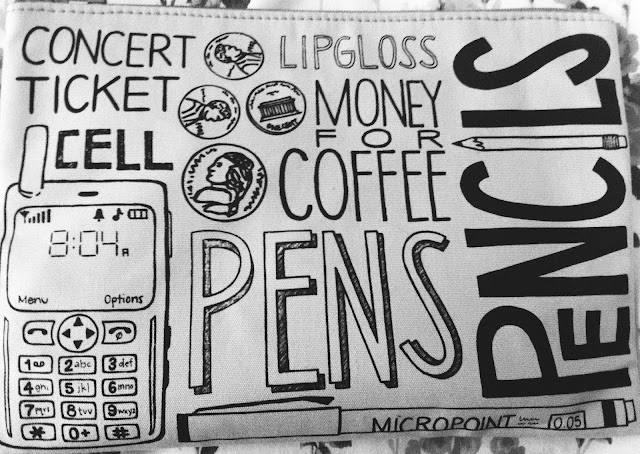 CONCERT
TICKET
CELL
8:04A
Menu Options
1
2abc
3def
4ghi
5jkl
6mno
7pqrs
8tuv
9wxyz
*
0+
#
LIPGLOSS
MONEY
FOR
COFFEE
PENS
MICROPOINT
0.05
PENCILS